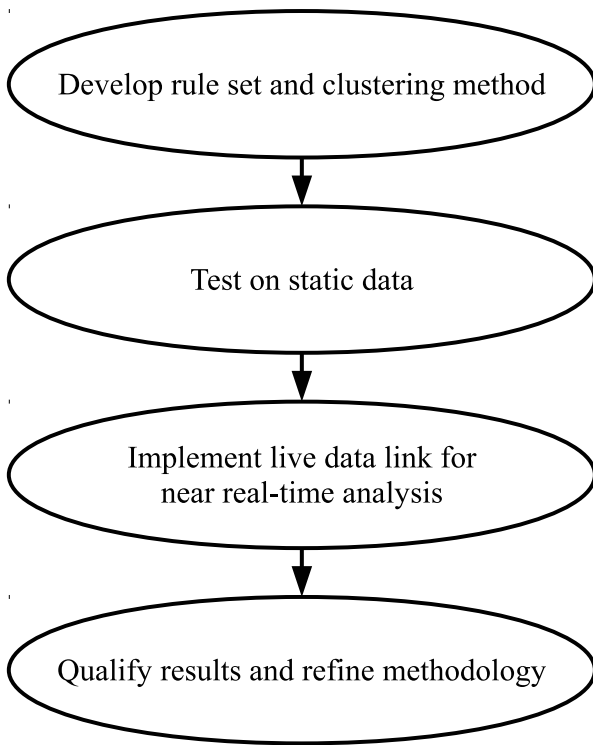 Develop rule set and clustering method
Test on static data
Implement live data link for
near real-time analysis
Qualify results and refine methodology